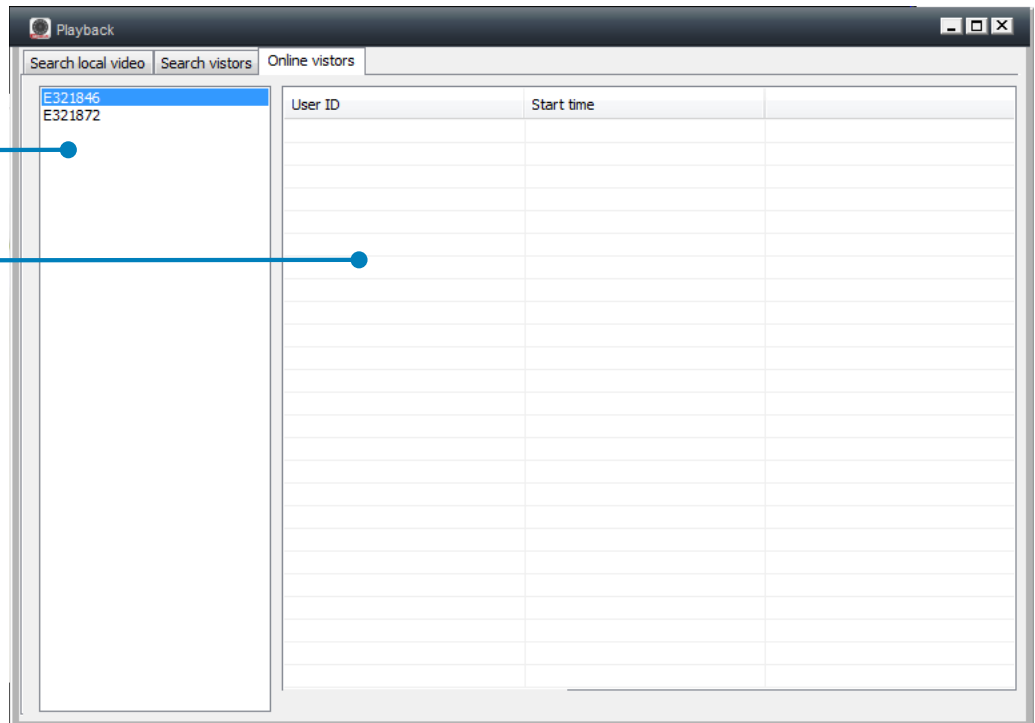 Playback
Search local video Search vistors Online vistors
E321846
E321872
User ID Start time